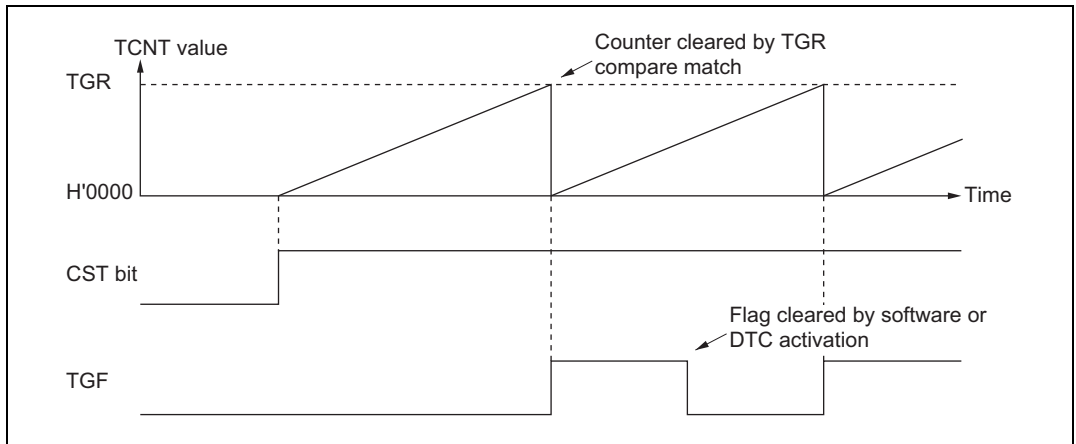 TCNT value
Counter cleared by TGR
compare match
TGR
H'0000
Time
CST bit
Flag cleared by software or
DTC activation
TGF